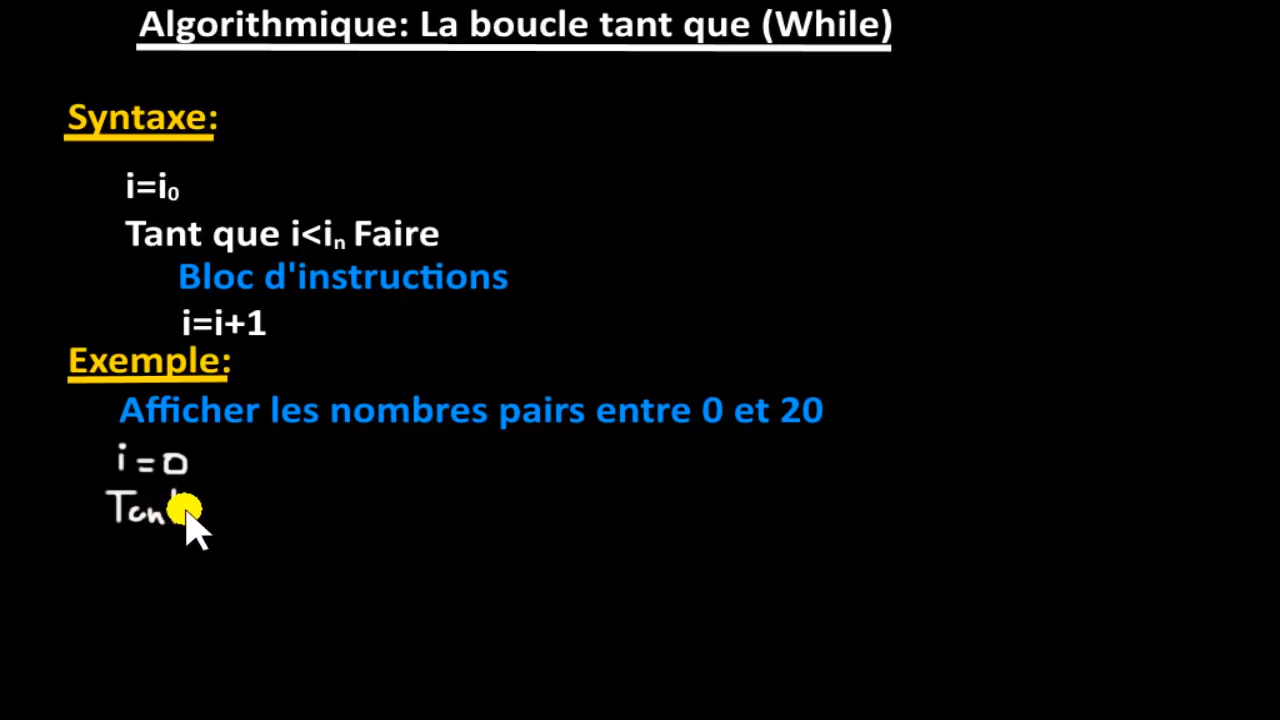 Algorithmique: La boucle tant que (While)
Syntaxe:
i=i₀
Tant que i<iₙ Faire
Bloc d'instructions
i=i+1
Exemple:
Afficher les nombres pairs entre 0 et 20
i=0